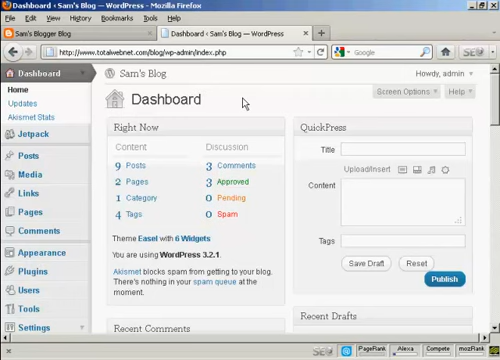 Dashboard ‹ Sam's Blog — WordPress - Mozilla Firefox
File Edit View History Bookmarks Tools Help
Sam's Blogger Blog
Dashboard ‹ Sam's Blog — WordPress
http://www.totalwebnet.com/blog/wp-admin/index.php
Google
SEO
Dashboard
Sam's Blog
Howdy, admin
Home
Updates
Akismet Stats
Jetpack
Posts
Media
Links
Pages
Comments
Appearance
Plugins
Users
Tools
Settings
Dashboard
Screen Options
Help
Right Now
Content
Discussion
9 Posts
3 Comments
2 Pages
3 Approved
1 Category
0 Pending
4 Tags
0 Spam
Theme Easel with 6 Widgets
You are using WordPress 3.2.1.
Akismet blocks spam from getting to your blog.
There's nothing in your spam queue at the
moment.
Recent Comments
QuickPress
Title
Upload/Insert
Content
Tags
Save Draft
Reset
Publish
Recent Drafts
SEO
PageRank
Alexa
Compete
mozRank